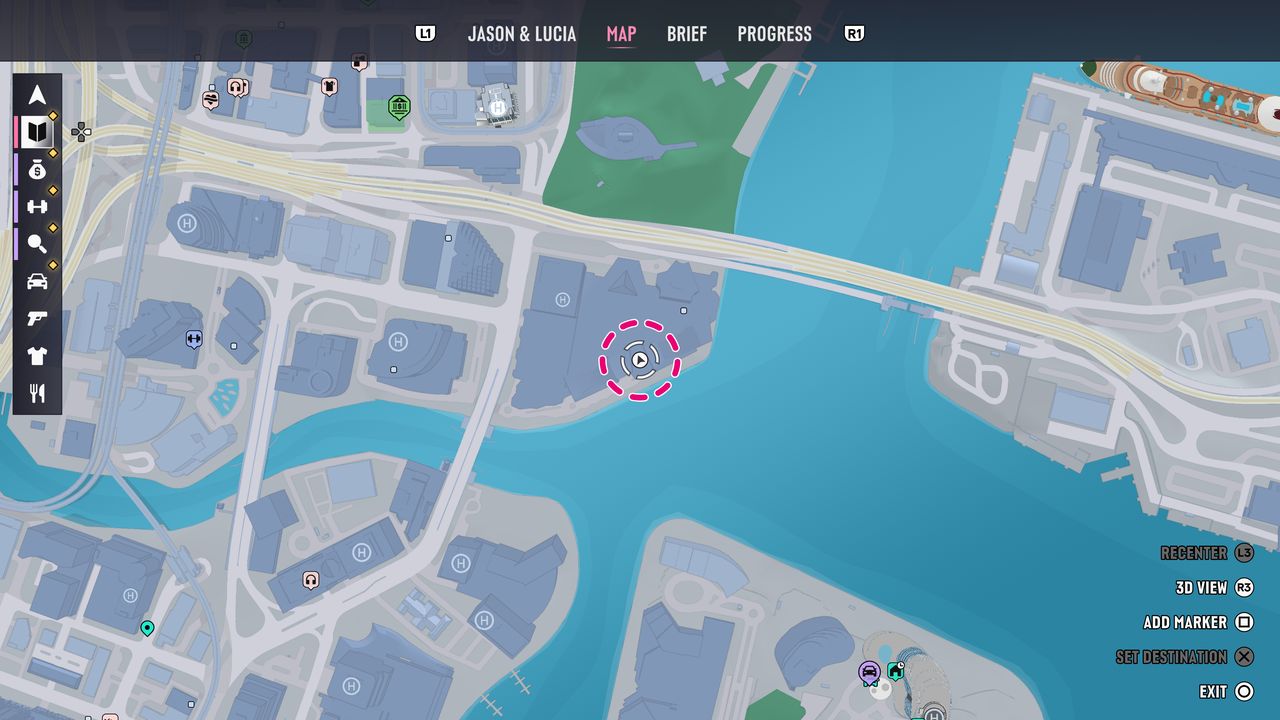 L1 JASON & LUCIA MAP BRIEF PROGRESS R1
H
H
H
H
H
H
H
H
H
H
H
RECENTER L3
3D VIEW R3
ADD MARKER
SET DESTINATION
EXIT